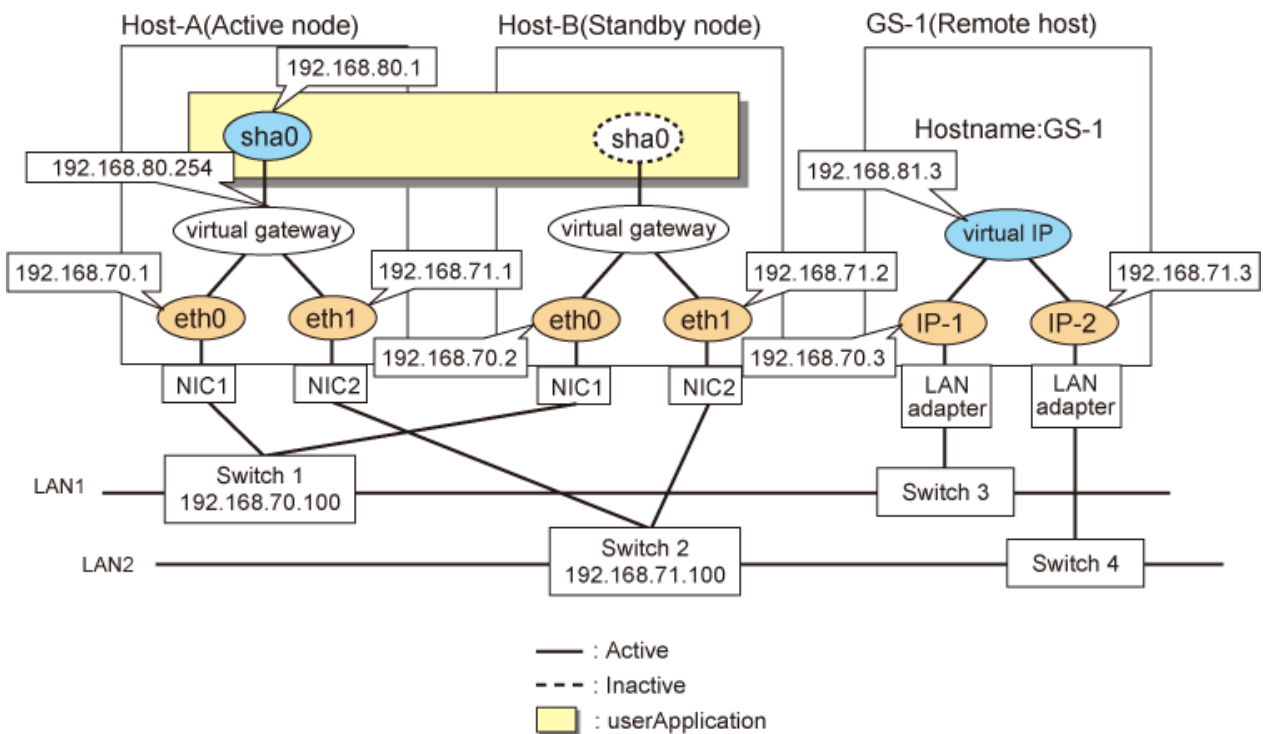 Host-A(Active node)
Host-B(Standby node)
GS-1(Remote host)
192.168.80.1
sha0
sha0
Hostname:GS-1
192.168.80.254
192.168.81.3
virtual gateway
virtual gateway
virtual IP
192.168.70.1
192.168.71.1
192.168.71.2
192.168.71.3
eth0
eth1
eth0
eth1
IP-1
IP-2
192.168.70.2
192.168.70.3
NIC1
NIC2
NIC1
NIC2
LAN
adapter
LAN
adapter
LAN1
Switch 1
192.168.70.100
Switch 3
LAN2
Switch 2
192.168.71.100
Switch 4
: Active
: Inactive
: userApplication